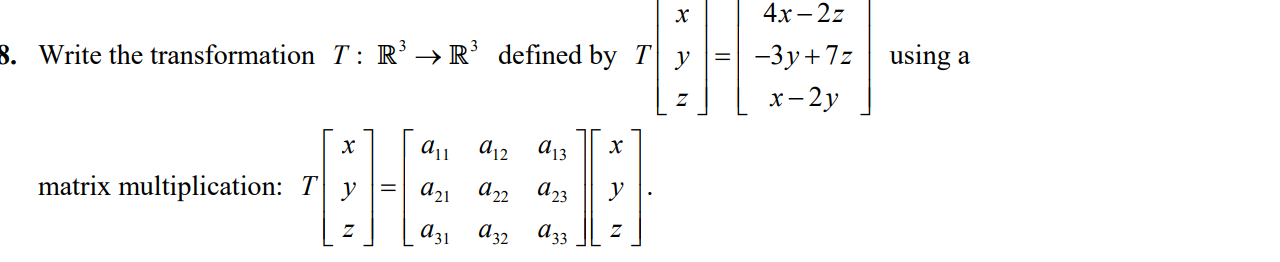 8. Write the transformation T : ℝ³ → ℝ³ defined by T [x y z] = [4x − 2z −3y + 7z x − 2y] using a
matrix multiplication: T [x y z] = [a₁₁ a₁₂ a₁₃ a₂₁ a₂₂ a₂₃ a₃₁ a₃₂ a₃₃] [x y z].